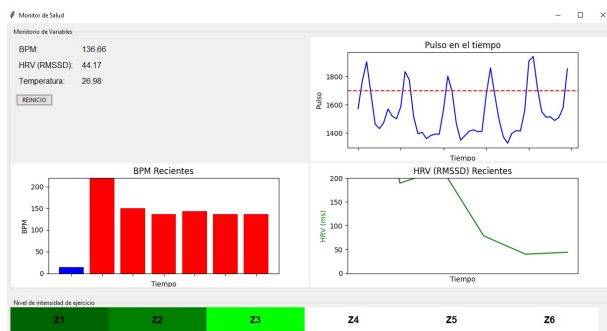 Monitor de Salud
Monitorio de Variables
BPM: 136.66
HRV (RMSSD): 44.17
Temperatura: 26.98
REINICIO
Pulso en el tiempo
Pulso
1800
1600
1400
Tiempo
BPM Recientes
BPM
200
150
100
50
0
Tiempo
HRV (RMSSD) Recientes
HRV (ms)
200
150
100
50
0
Tiempo
Nivel de intensidad de ejercicio
Z1 Z2 Z3 Z4 Z5 Z6